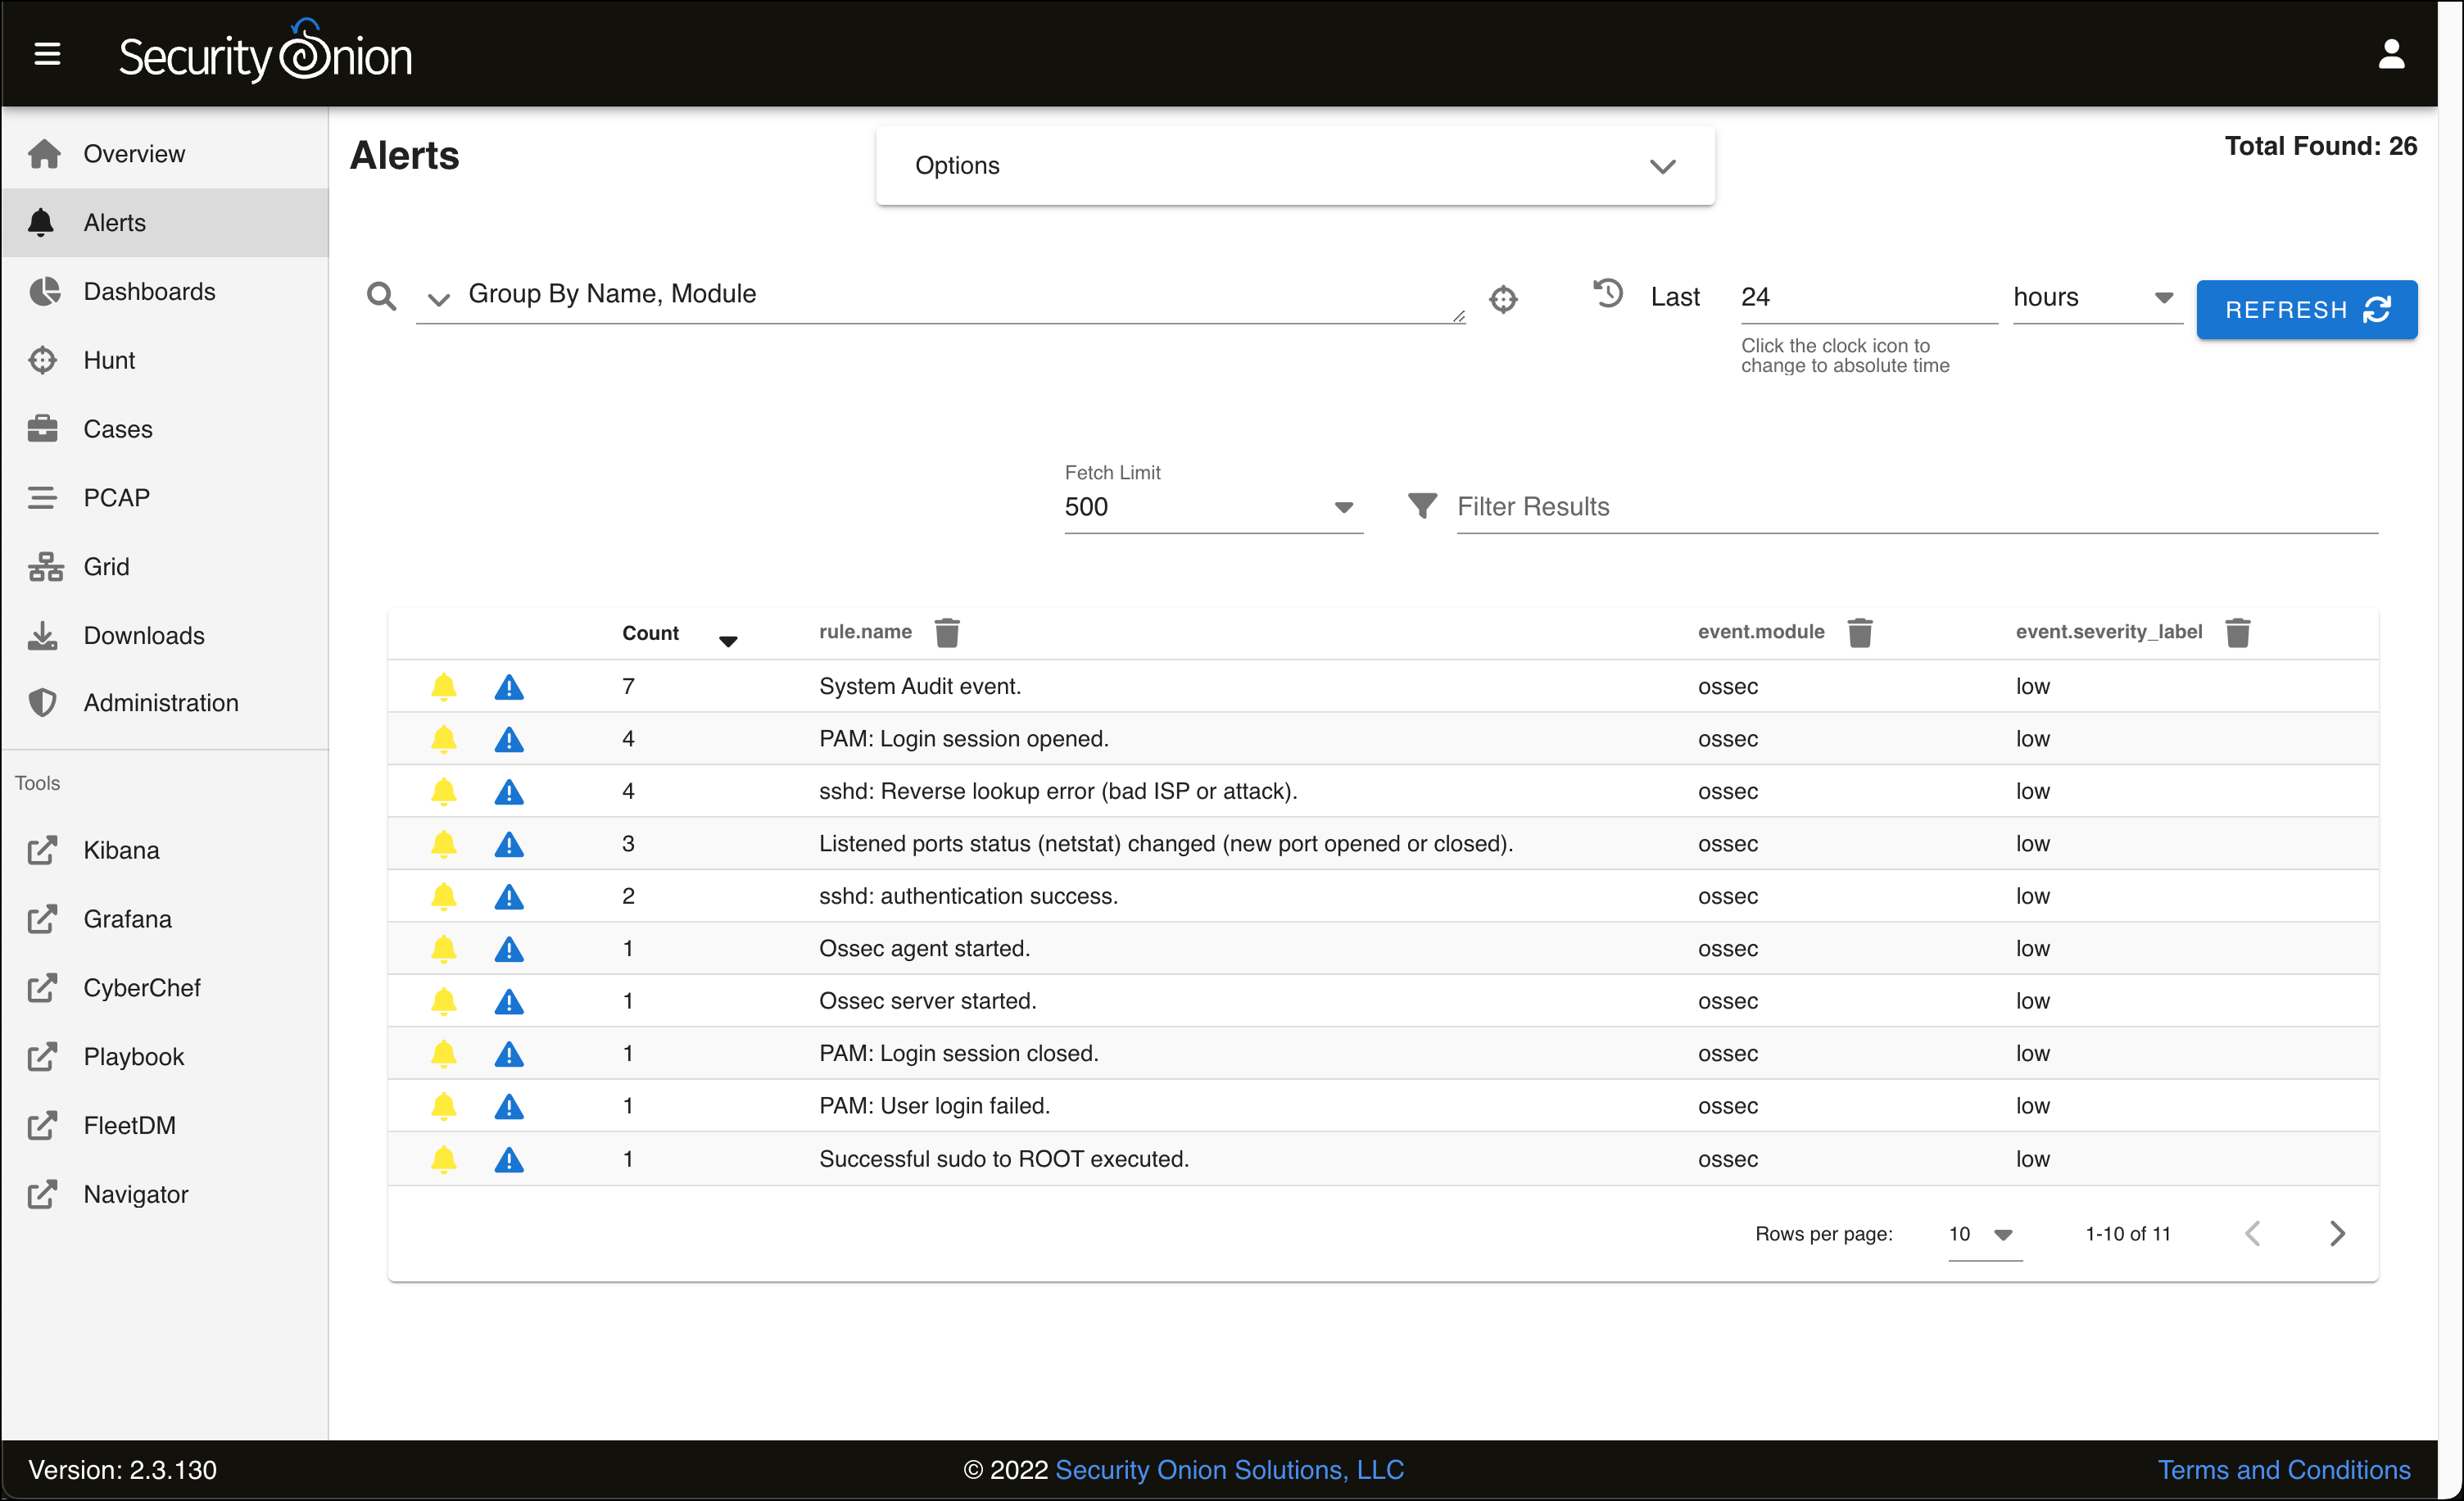 Security Onion
Overview
Alerts
Dashboards
Hunt
Cases
PCAP
Grid
Downloads
Administration
Tools
Kibana
Grafana
CyberChef
Playbook
FleetDM
Navigator
Alerts
Options
Total Found: 26
Group By Name, Module
Last 24 hours
REFRESH
Click the clock icon to
change to absolute time
Fetch Limit
500
Filter Results
Count rule.name event.module event.severity_label
7 System Audit event. ossec low
4 PAM: Login session opened. ossec low
4 sshd: Reverse lookup error (bad ISP or attack). ossec low
3 Listened ports status (netstat) changed (new port opened or closed). ossec low
2 sshd: authentication success. ossec low
1 Ossec agent started. ossec low
1 Ossec server started. ossec low
1 PAM: Login session closed. ossec low
1 PAM: User login failed. ossec low
1 Successful sudo to ROOT executed. ossec low
Rows per page: 10 1-10 of 11
Version: 2.3.130
© 2022 Security Onion Solutions, LLC
Terms and Conditions